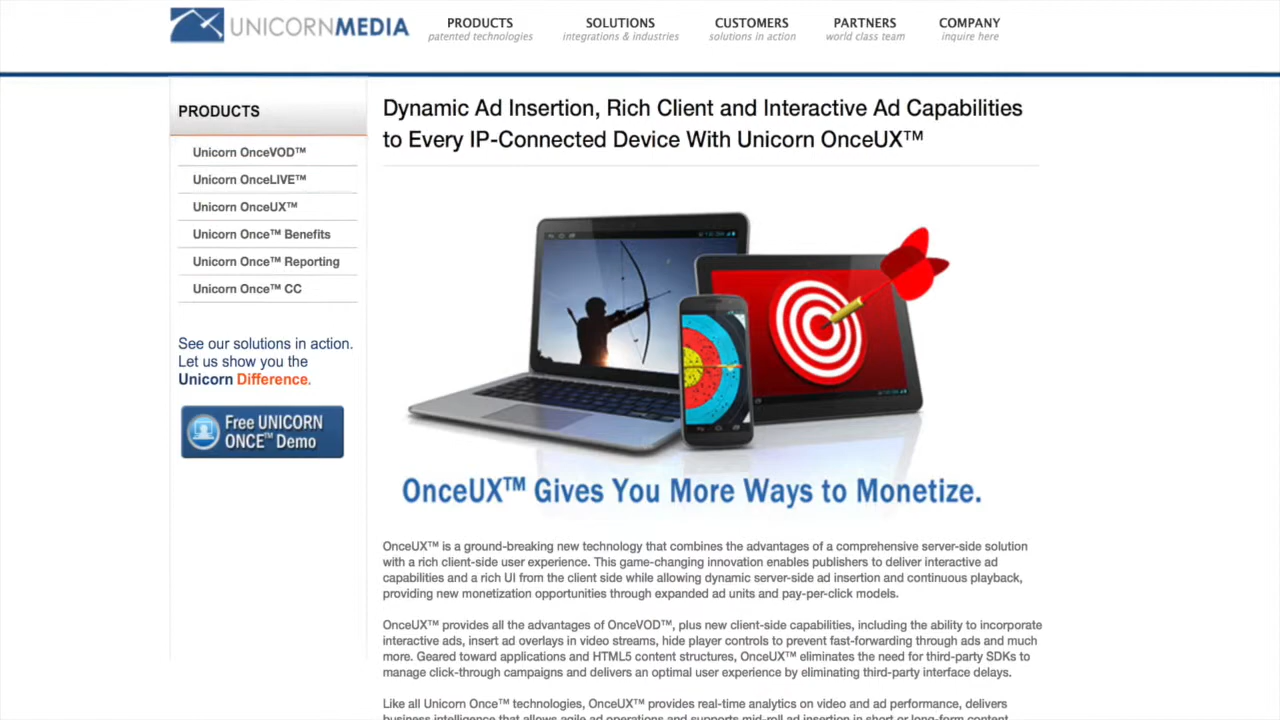 UNICORNMEDIA
PRODUCTS
patented technologies
SOLUTIONS
integrations & industries
CUSTOMERS
solutions in action
PARTNERS
world class team
COMPANY
inquire here
PRODUCTS
Unicorn OnceVOD™
Unicorn OnceLIVE™
Unicorn OnceUX™
Unicorn Once™ Benefits
Unicorn Once™ Reporting
Unicorn Once™ CC
See our solutions in action.
Let us show you the
Unicorn Difference.
Free UNICORN
ONCE™ Demo
Dynamic Ad Insertion, Rich Client and Interactive Ad Capabilities
to Every IP-Connected Device With Unicorn OnceUX™
OnceUX™ Gives You More Ways to Monetize.
OnceUX™ is a ground-breaking new technology that combines the advantages of a comprehensive server-side solution
with a rich client-side user experience. This game-changing innovation enables publishers to deliver interactive ad
capabilities and a rich UI from the client side while allowing dynamic server-side ad insertion and continuous playback,
providing new monetization opportunities through expanded ad units and pay-per-click models.
OnceUX™ provides all the advantages of OnceVOD™, plus new client-side capabilities, including the ability to incorporate
interactive ads, insert ad overlays in video streams, hide player controls to prevent fast-forwarding through ads and much
more. Geared toward applications and HTML5 content structures, OnceUX™ eliminates the need for third-party SDKs to
manage click-through campaigns and delivers an optimal user experience by eliminating third-party interface delays.
Like all Unicorn Once™ technologies, OnceUX™ provides real-time analytics on video and ad performance, delivers
business intelligence that allows agile ad operations and supports mid-roll ad insertion in short or long-form content